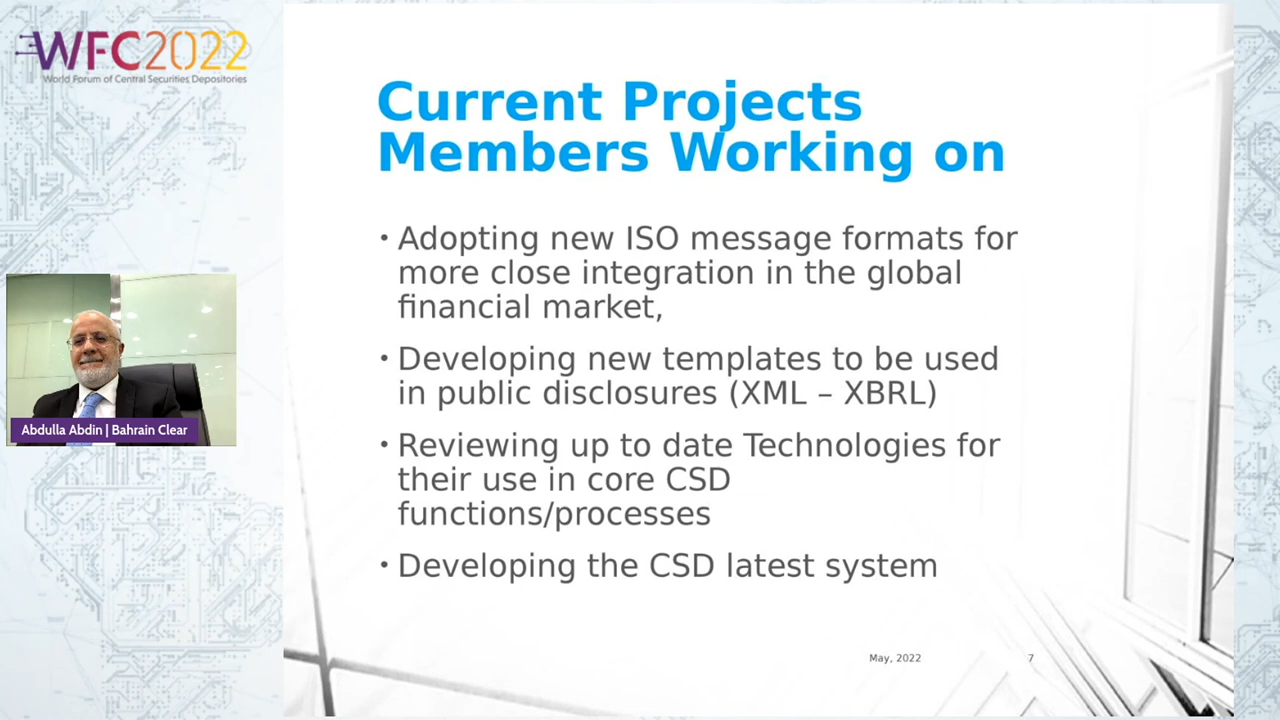 WFC2022
World Forum of Central Securities Depositories
Current Projects
Members Working on
• Adopting new ISO message formats for
more close integration in the global
financial market,
• Developing new templates to be used
in public disclosures (XML – XBRL)
• Reviewing up to date Technologies for
their use in core CSD
functions/processes
• Developing the CSD latest system
Abdulla Abdin | Bahrain Clear
May, 2022
7